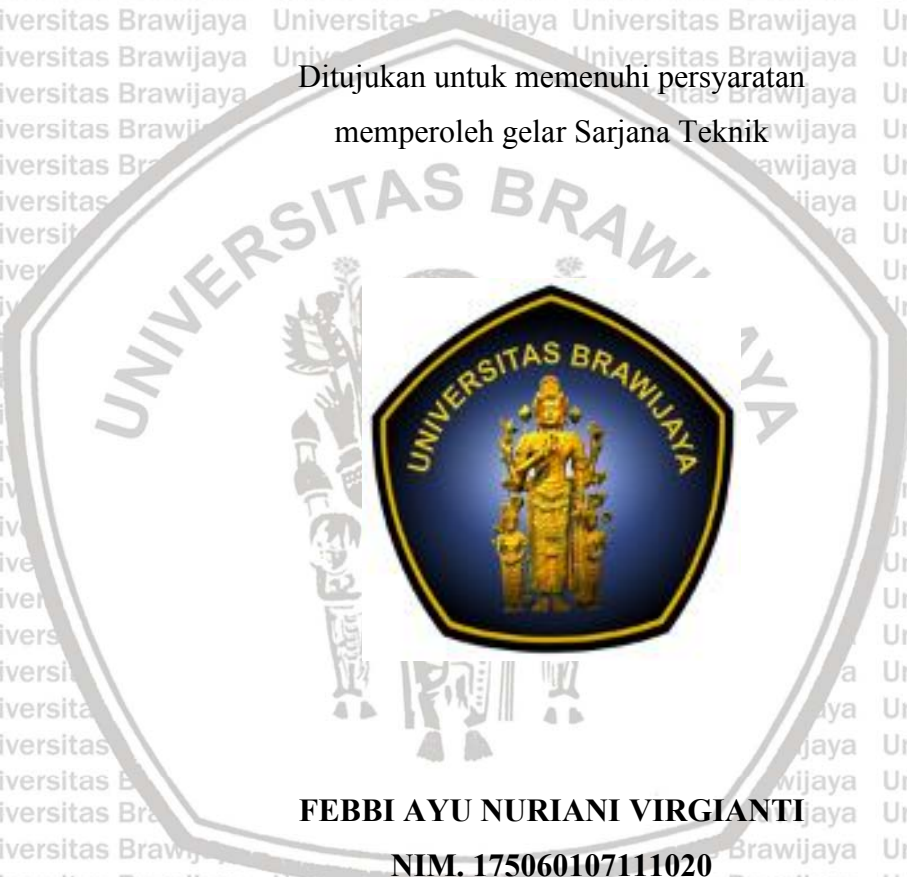 Ditujukan untuk memenuhi persyaratan
memperoleh gelar Sarjana Teknik
UNIVERSITAS BRAWIJAYA
FEBBI AYU NURIANI VIRGIANTI
NIM. 175060107111020